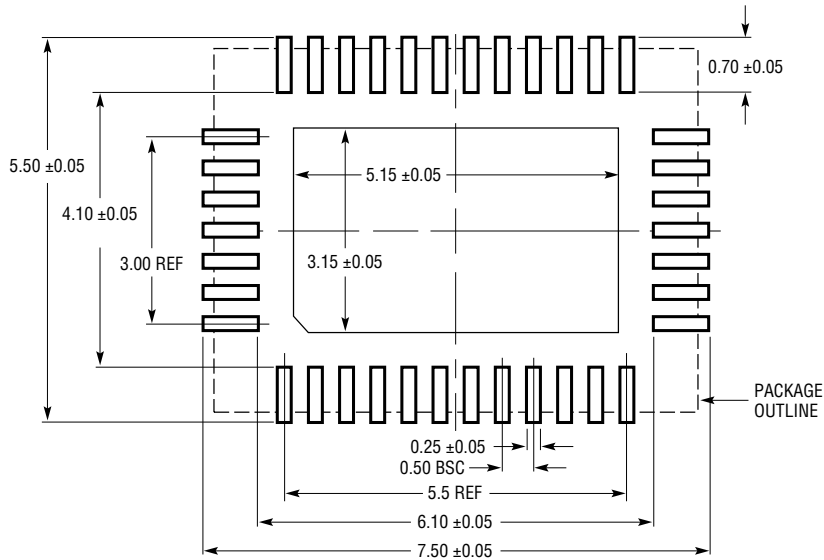 0.70 ±0.05
5.50 ±0.05
5.15 ±0.05
4.10 ±0.05
3.00 REF
3.15 ±0.05
PACKAGE
OUTLINE
0.25 ±0.05
0.50 BSC
5.5 REF
6.10 ±0.05
7.50 ±0.05